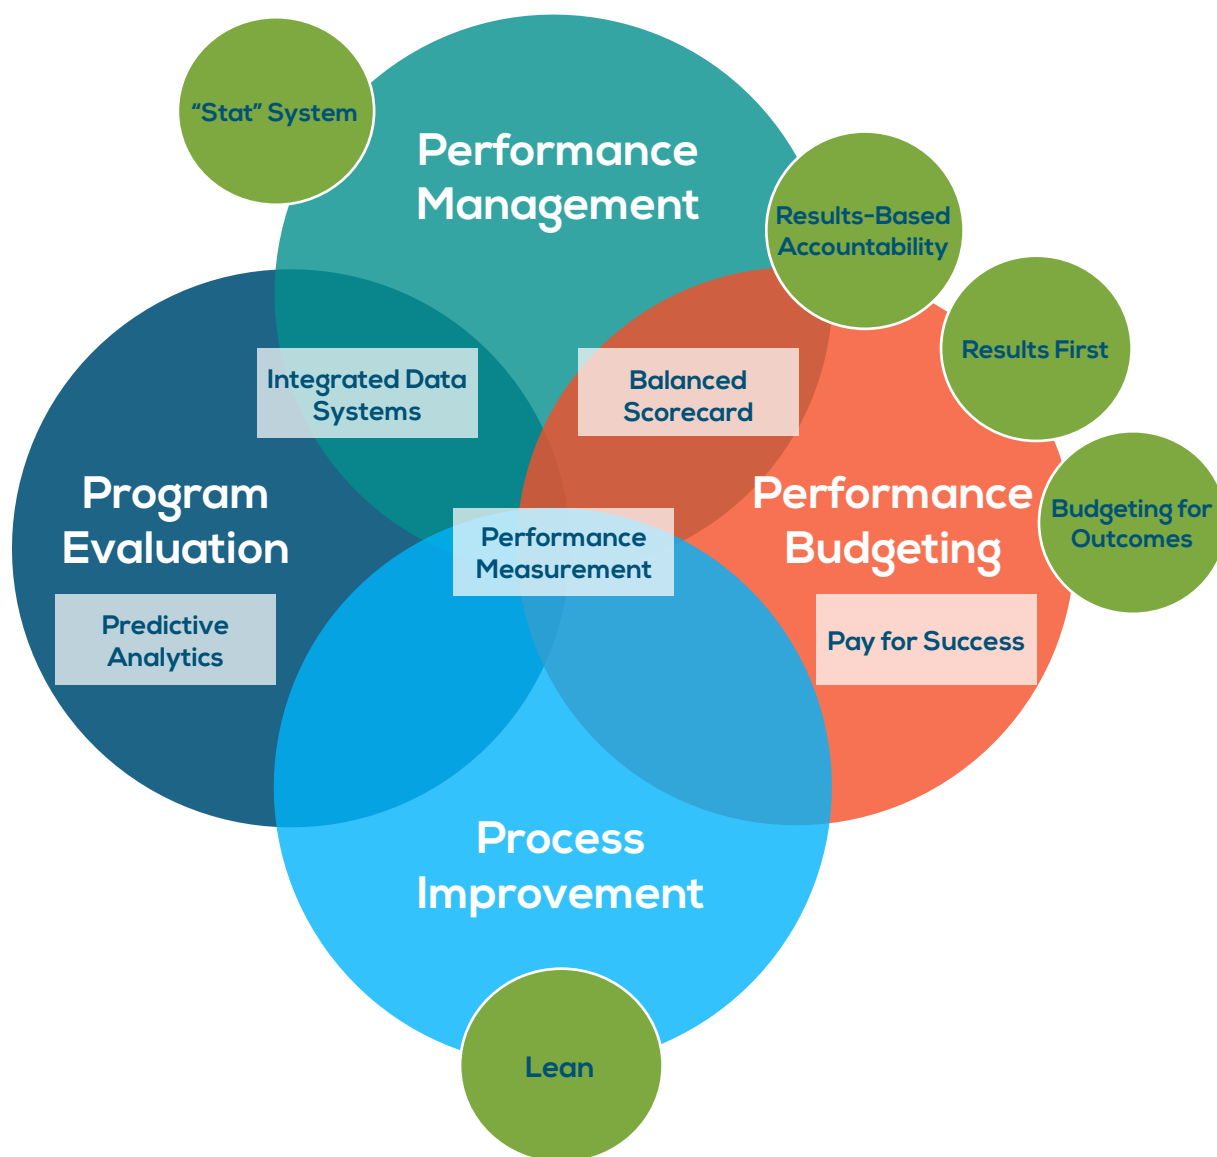 “Stat” System
Performance
Management
Results-Based
Accountability
Results First
Integrated Data
Systems
Balanced
Scorecard
Program
Evaluation
Performance
Budgeting
Budgeting for
Outcomes
Performance
Measurement
Predictive
Analytics
Pay for Success
Process
Improvement
Lean